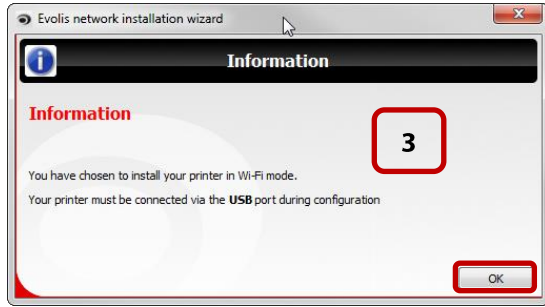 Evolis network installation wizard
Information
Information
3
You have chosen to install your printer in Wi-Fi mode.
Your printer must be connected via the USB port during configuration
OK